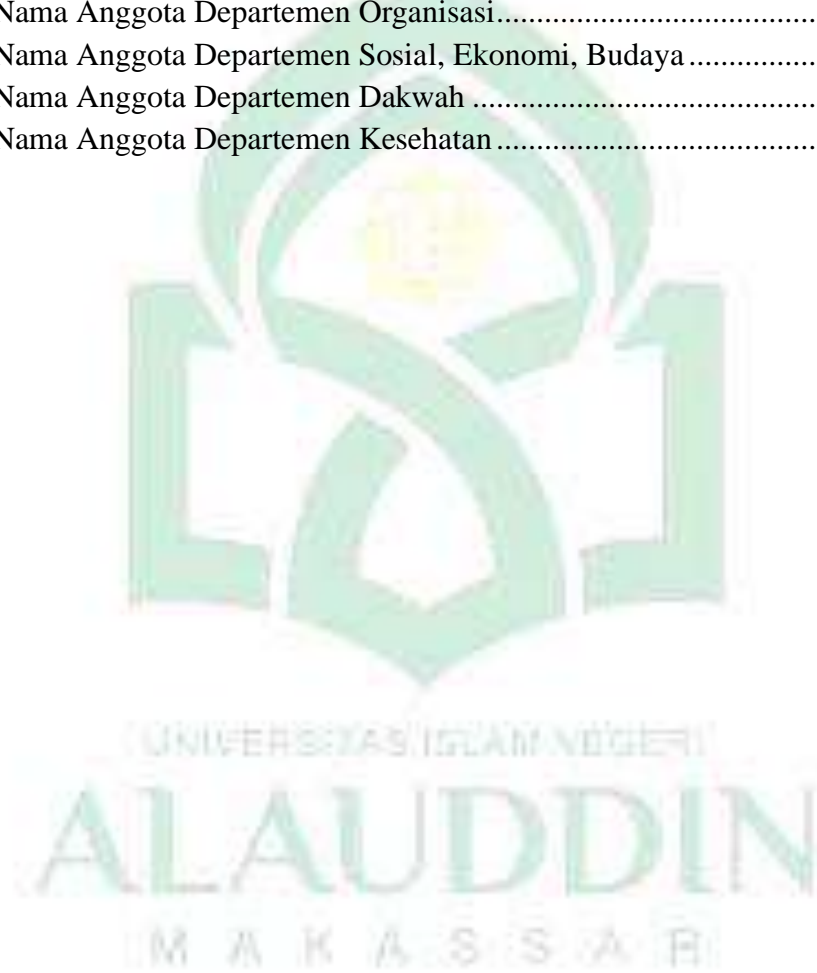 Nama Anggota Departemen Organisasi........................................
Nama Anggota Departemen Sosial, Ekonomi, Budaya................
Nama Anggota Departemen Dakwah...........................................
Nama Anggota Departemen Kesehatan........................................
UNIVERSITAS ISLAM NEGERI
ALAUDDIN
MAKASSAR